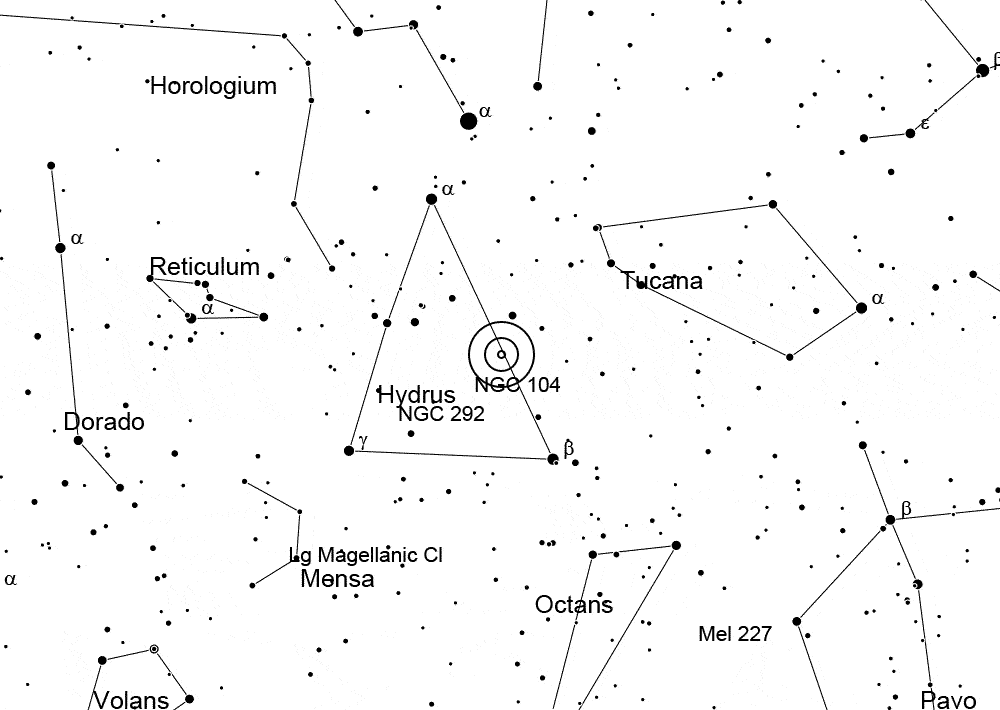 β
Horologium
α
ε
α
α
Reticulum
α
Tucana
α
NGC 104
Hydrus
NGC 292
Dorado
γ
β
β
Lg Magellanic Cl
Mensa
α
Octans
Mel 227
Volans
Pavo